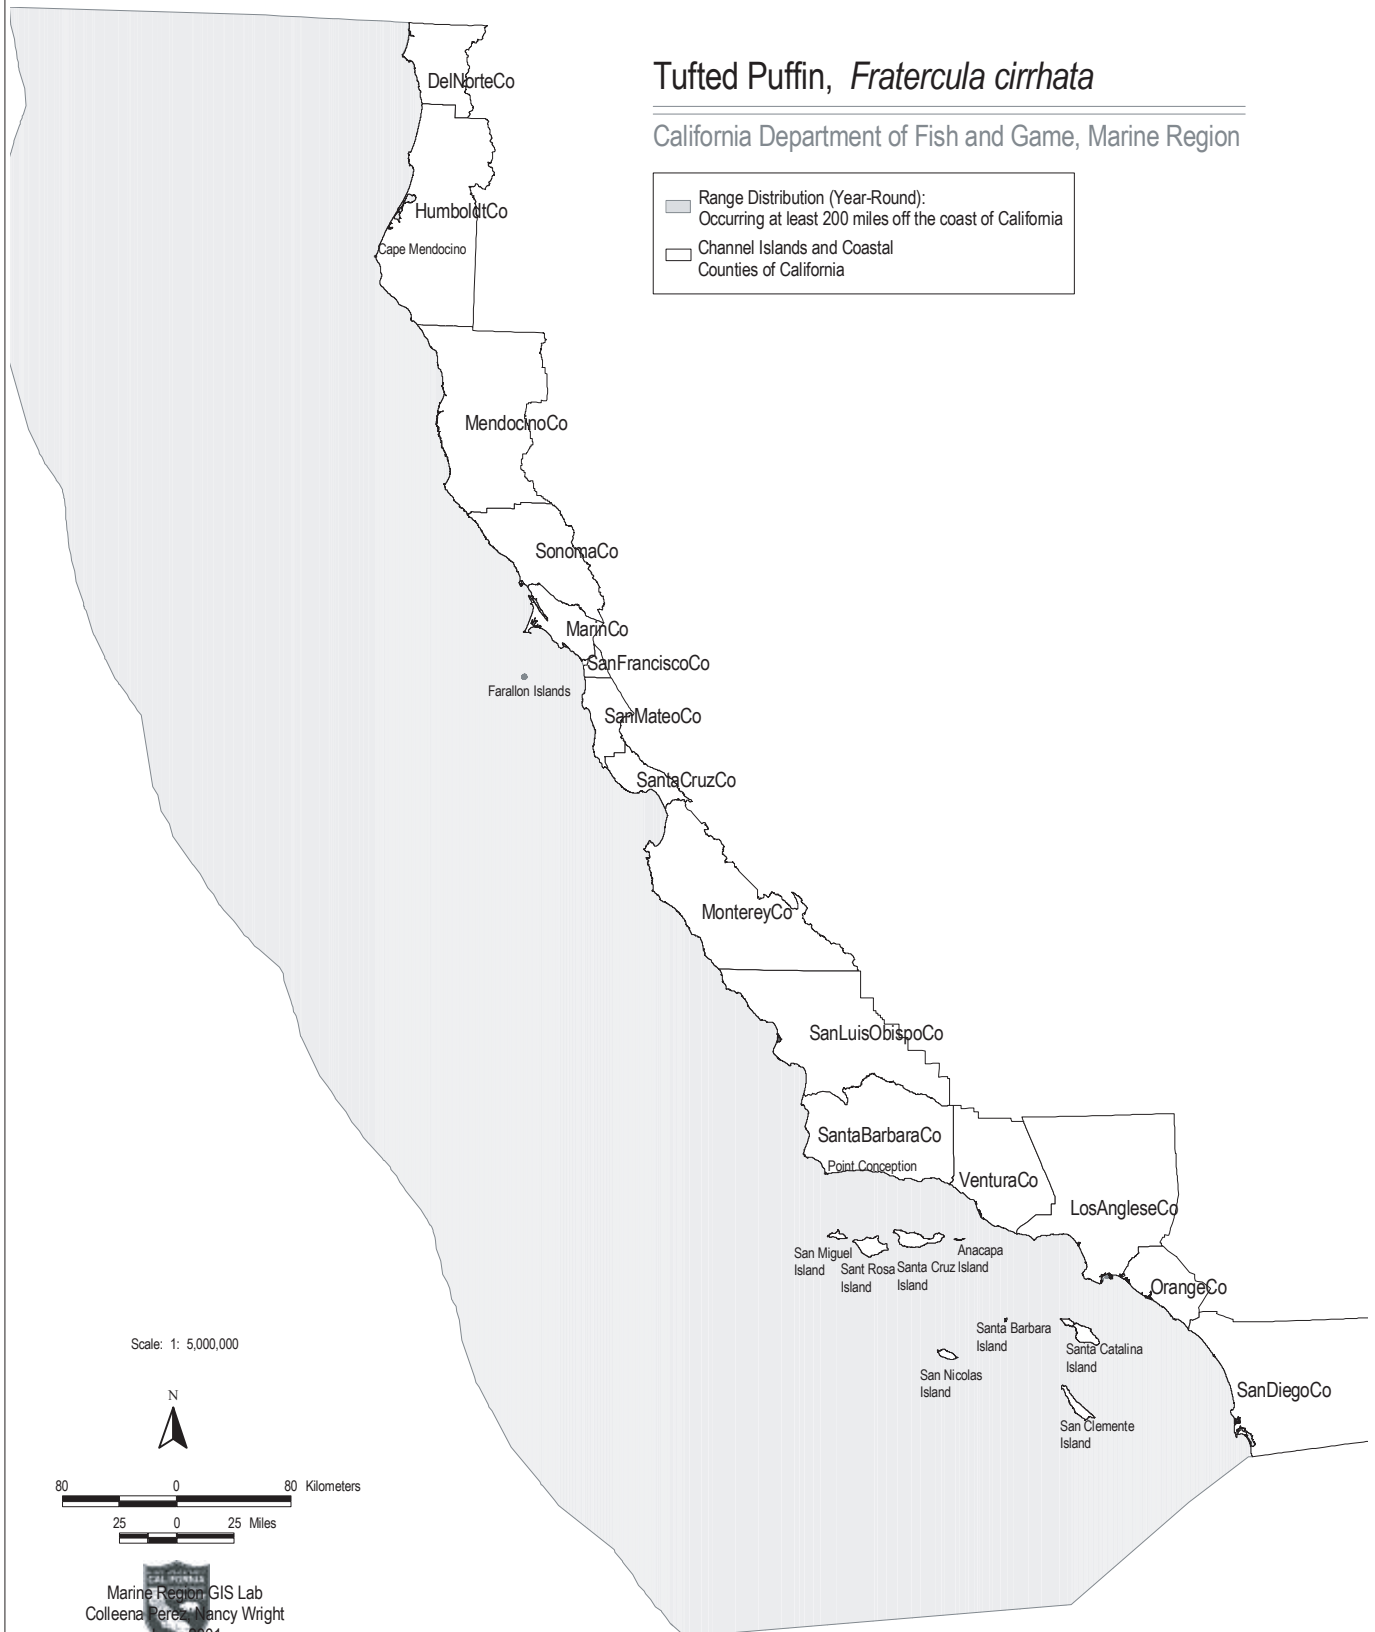 Tufted Puffin, Fratercula cirrhata
California Department of Fish and Game, Marine Region
Range Distribution (Year-Round):
Occurring at least 200 miles off the coast of California
Channel Islands and Coastal
Counties of California
DelNorteCo
HumboldtCo
Cape Mendocino
MendocinoCo
SonomaCo
MarinCo
SanFranciscoCo
Farallon Islands
SanMateoCo
SantaCruzCo
MontereyCo
SanLuisObispoCo
SantaBarbaraCo
Point Conception
VenturaCo
LosAngleseCo
OrangeCo
San Miguel
Island
Sant Rosa
Island
Santa Cruz
Island
Anacapa
Island
Santa Barbara
Island
Santa Catalina
Island
San Nicolas
Island
San Clemente
Island
SanDiegoCo
Scale: 1: 5,000,000
N
80 0 80 Kilometers
25 0 25 Miles
CALIFORNIA
Marine Region GIS Lab
Colleena Perez, Nancy Wright